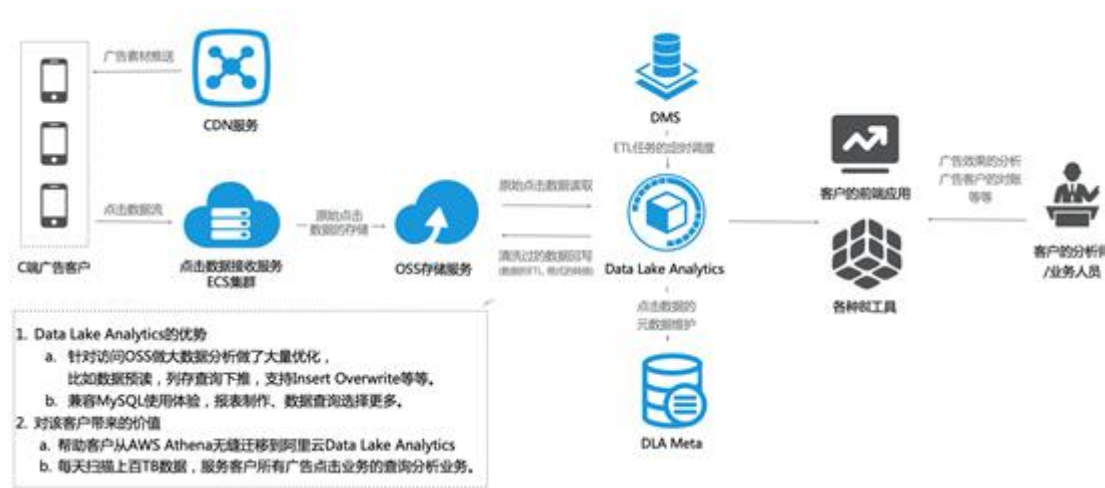 广告素材推送
CDN服务
点击数据流
C端广告客户
点击数据接收服务
ECS集群
原始点击
数据的存储
OSS存储服务
原始点击数据读取
清洗过的数据回写
(数据的ETL, 格式的转换)
DMS
ETL任务的定时调度
Data Lake Analytics
点击数据的
元数据维护
DLA Meta
客户的前端应用
各种BI工具
广告效果的分析
广告客户的对账
等等
客户的分析师
/业务人员
1. Data Lake Analytics的优势
a. 针对访问OSS做大数据分析做了大量优化，
比如数据预读，列存查询下推，支持Insert Overwrite等等。
b. 兼容MySQL使用体验，报表制作、数据查询选择更多。
2. 对该客户带来的价值
a. 帮助客户从AWS Athena无缝迁移到阿里云Data Lake Analytics
b. 每天扫描上百TB数据，服务客户所有广告点击业务的查询分析业务。